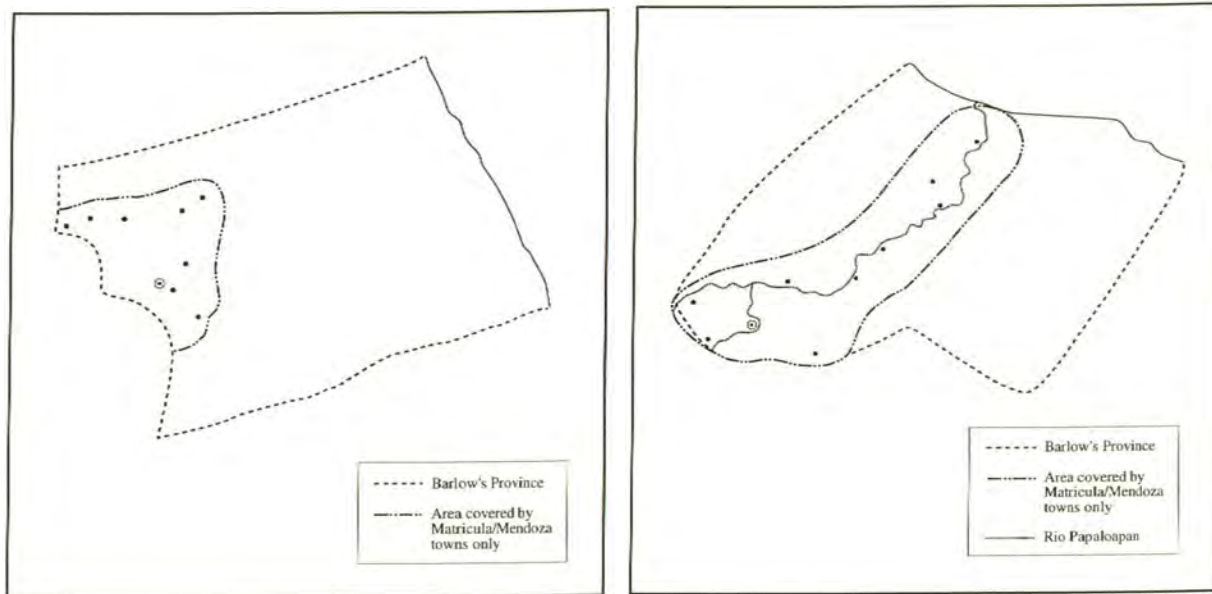 Barlow's Province
Area covered by
Matricula/Mendoza
towns only
Barlow's Province
Area covered by
Matricula/Mendoza
towns only
Rio Papaloapan